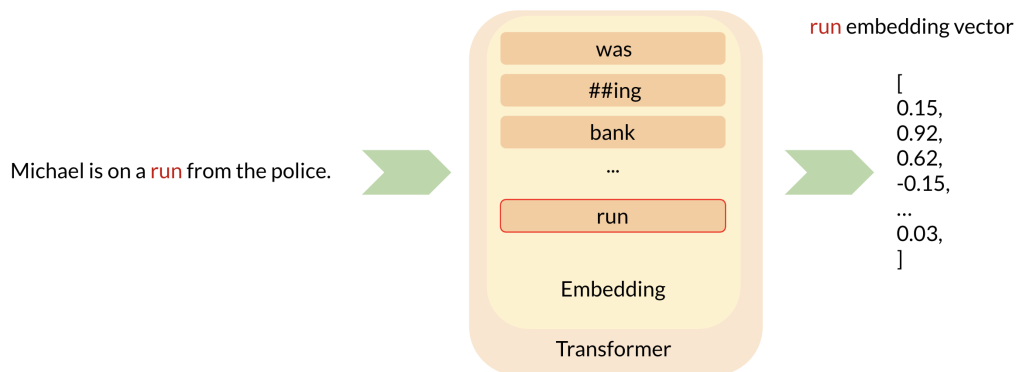 Michael is on a run from the police.
was
##ing
bank
...
run
Embedding
Transformer
run embedding vector
[
0.15,
0.92,
0.62,
-0.15,
...
0.03,
]